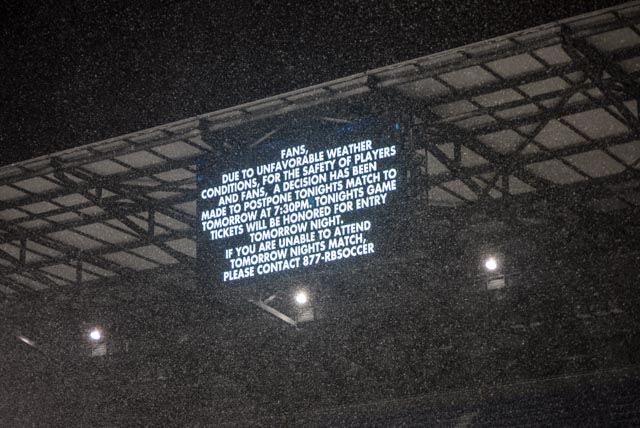 FANS,
DUE TO UNFAVORABLE WEATHER
CONDITIONS, FOR THE SAFETY OF PLAYERS
AND FANS, A DECISION HAS BEEN
MADE TO POSTPONE TONIGHTS MATCH TO
TOMORROW AT 7:30PM. TONIGHTS GAME
TICKETS WILL BE HONORED FOR ENTRY
TOMORROW NIGHT.
IF YOU ARE UNABLE TO ATTEND
TOMORROW NIGHTS MATCH,
PLEASE CONTACT 877-RBSOCCER